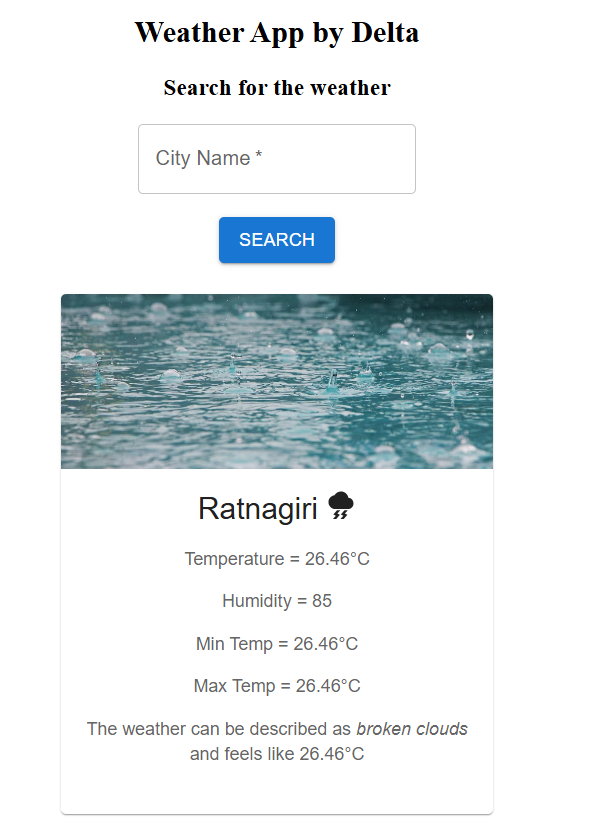 Weather App by Delta
Search for the weather
City Name *
SEARCH
Ratnagiri
Temperature = 26.46°C
Humidity = 85
Min Temp = 26.46°C
Max Temp = 26.46°C
The weather can be described as broken clouds
and feels like 26.46°C